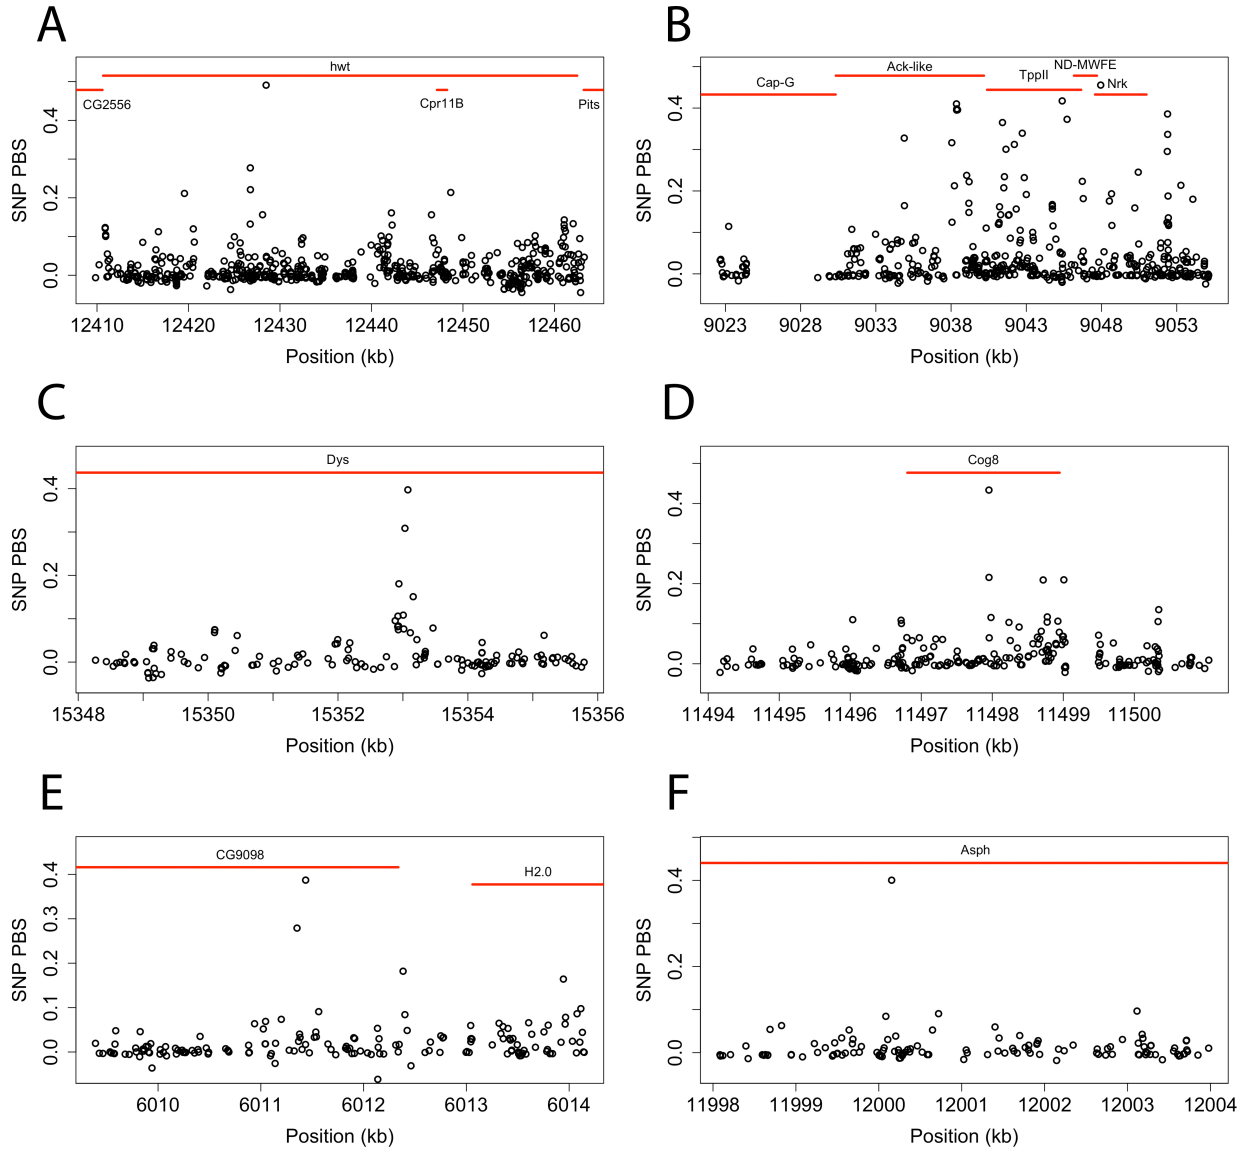 A
hwt
CG2556
Cpr11B
Pits
SNP PBS
0.0 0.2 0.4
12410 12420 12430 12440 12450 12460
Position (kb)
B
ND-MWFE
Ack-like
TppII
Cap-G
Nrk
SNP PBS
0.0 0.2 0.4
9023 9028 9033 9038 9043 9048 9053
Position (kb)
C
Dys
SNP PBS
0.0 0.2 0.4
15348 15350 15352 15354 15356
Position (kb)
D
Cog8
SNP PBS
0.0 0.2 0.4
11494 11495 11496 11497 11498 11499 11500
Position (kb)
E
CG9098
H2.0
SNP PBS
0.0 0.1 0.2 0.3 0.4
6010 6011 6012 6013 6014
Position (kb)
F
Asph
SNP PBS
0.0 0.2 0.4
11998 11999 12000 12001 12002 12003 12004
Position (kb)